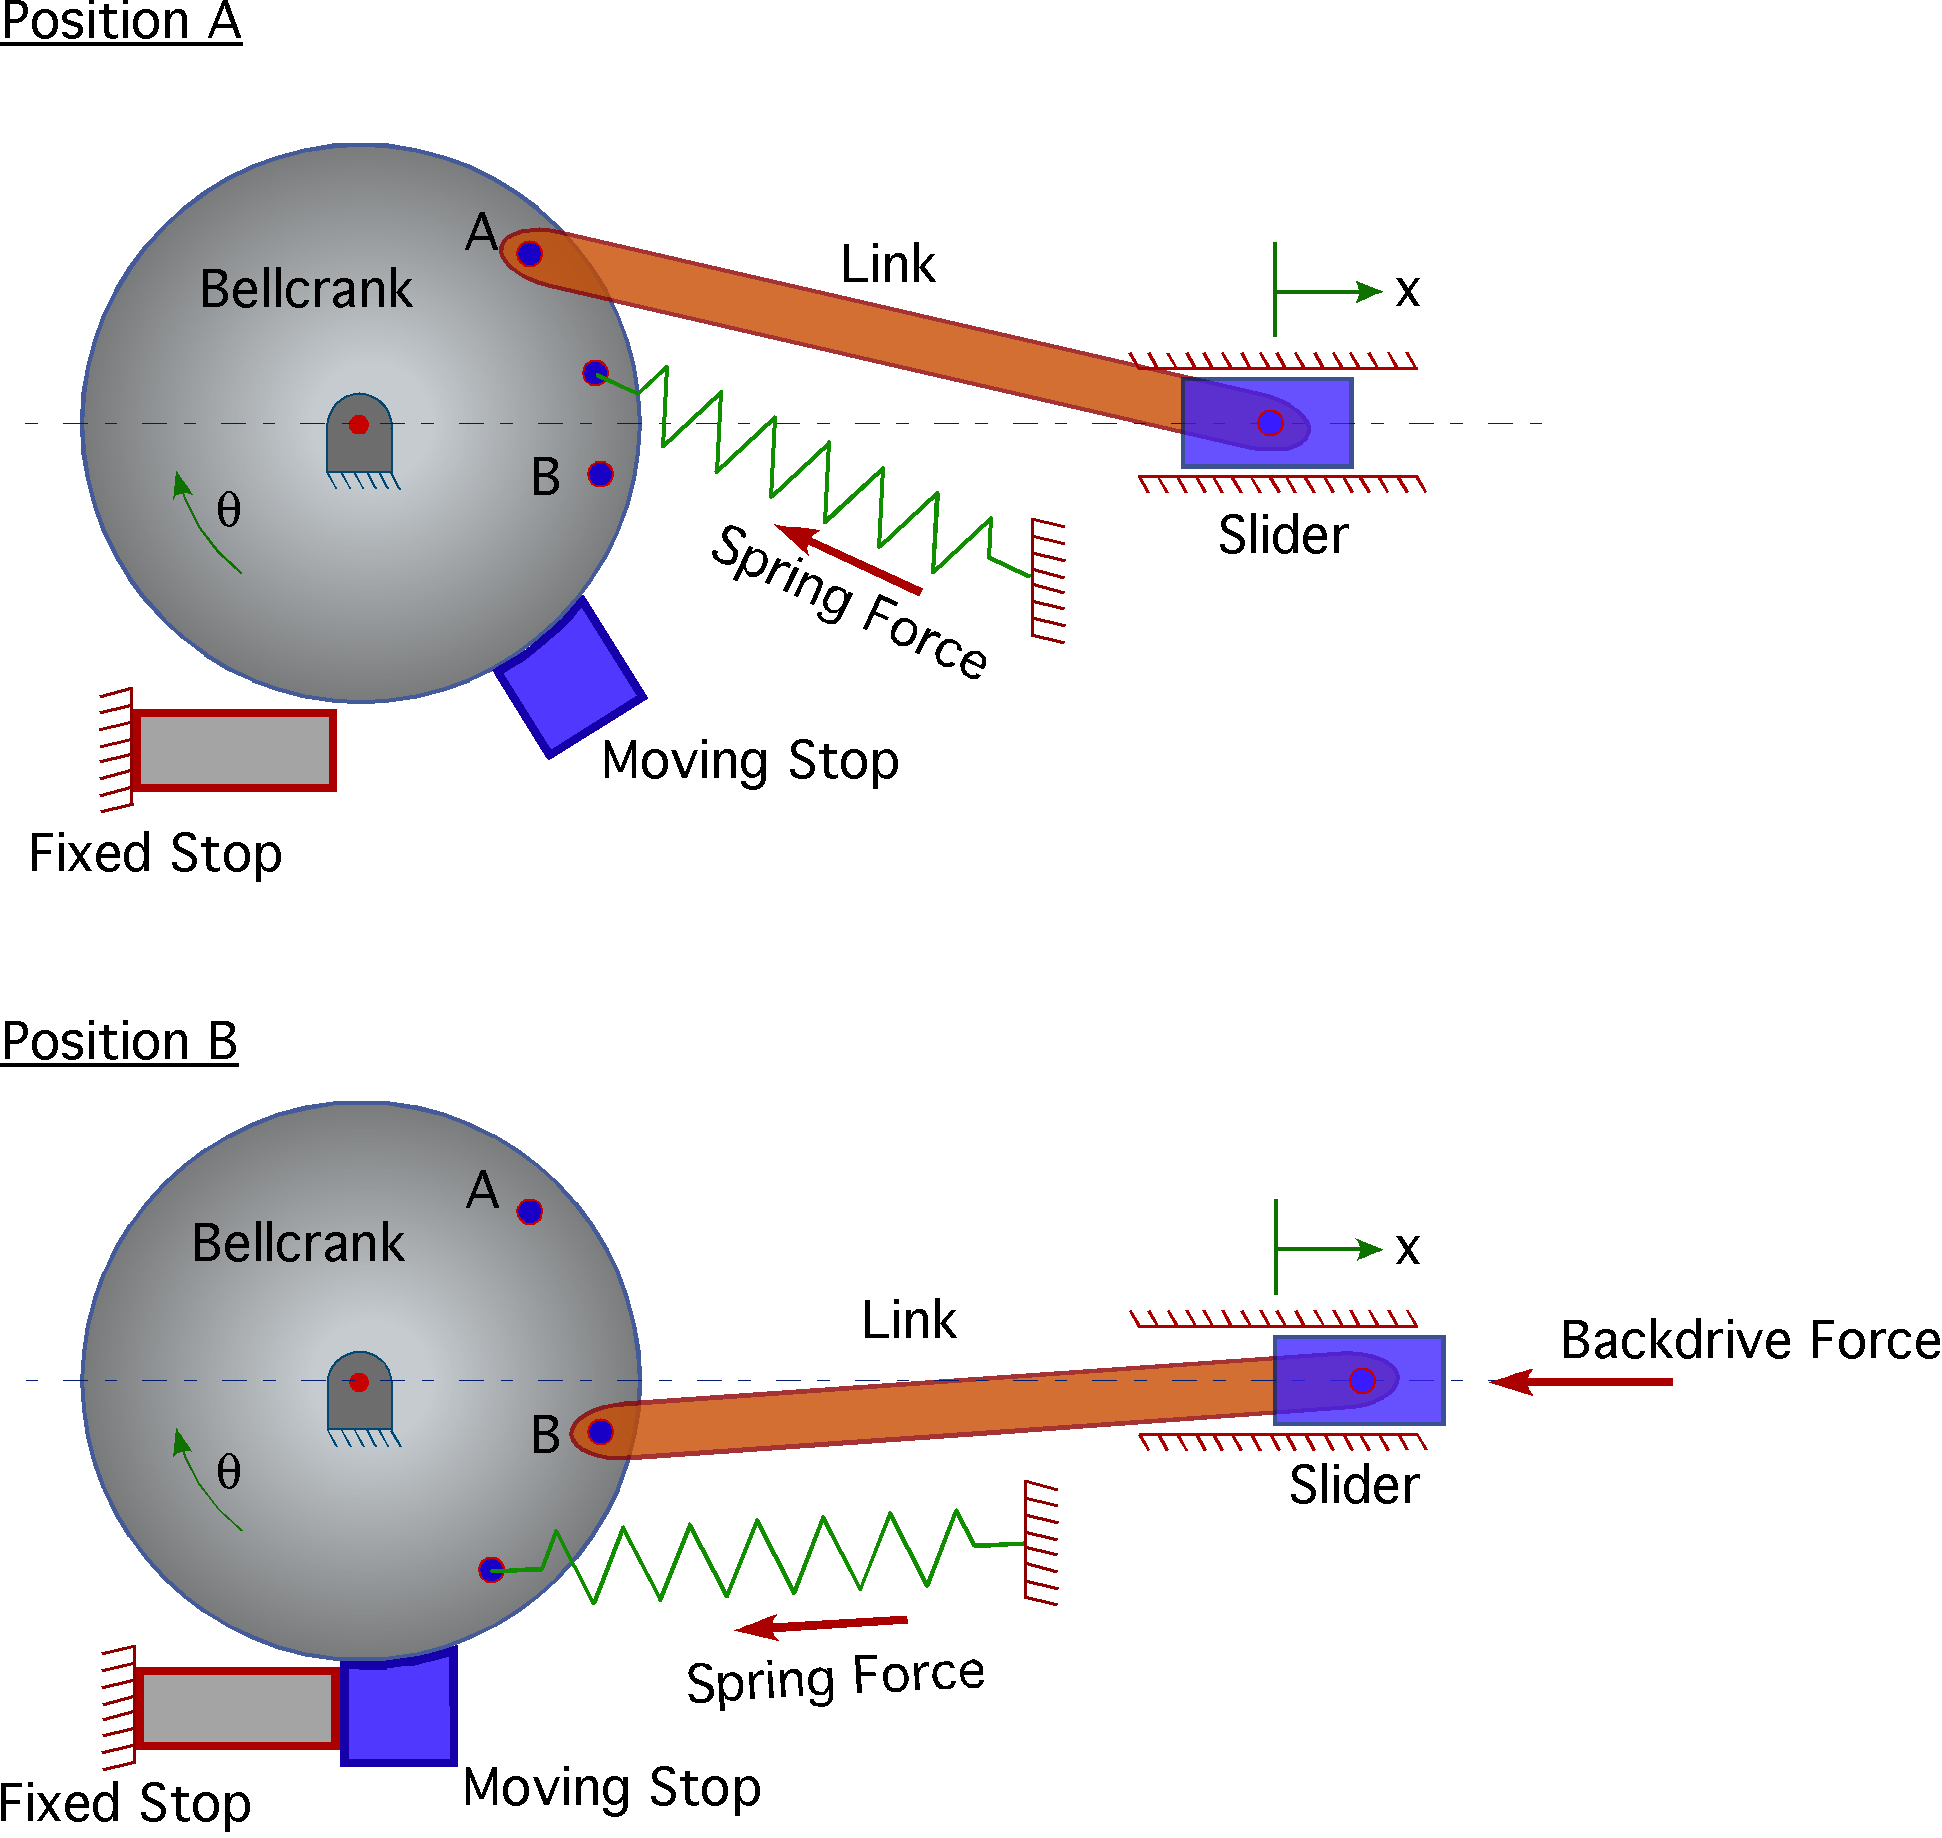 Position A
A
Link
Bellcrank
x
B
θ
Spring Force
Slider
Moving Stop
Fixed Stop
Position B
A
Bellcrank
x
Link
Backdrive Force
B
θ
Slider
Spring Force
Moving Stop
Fixed Stop